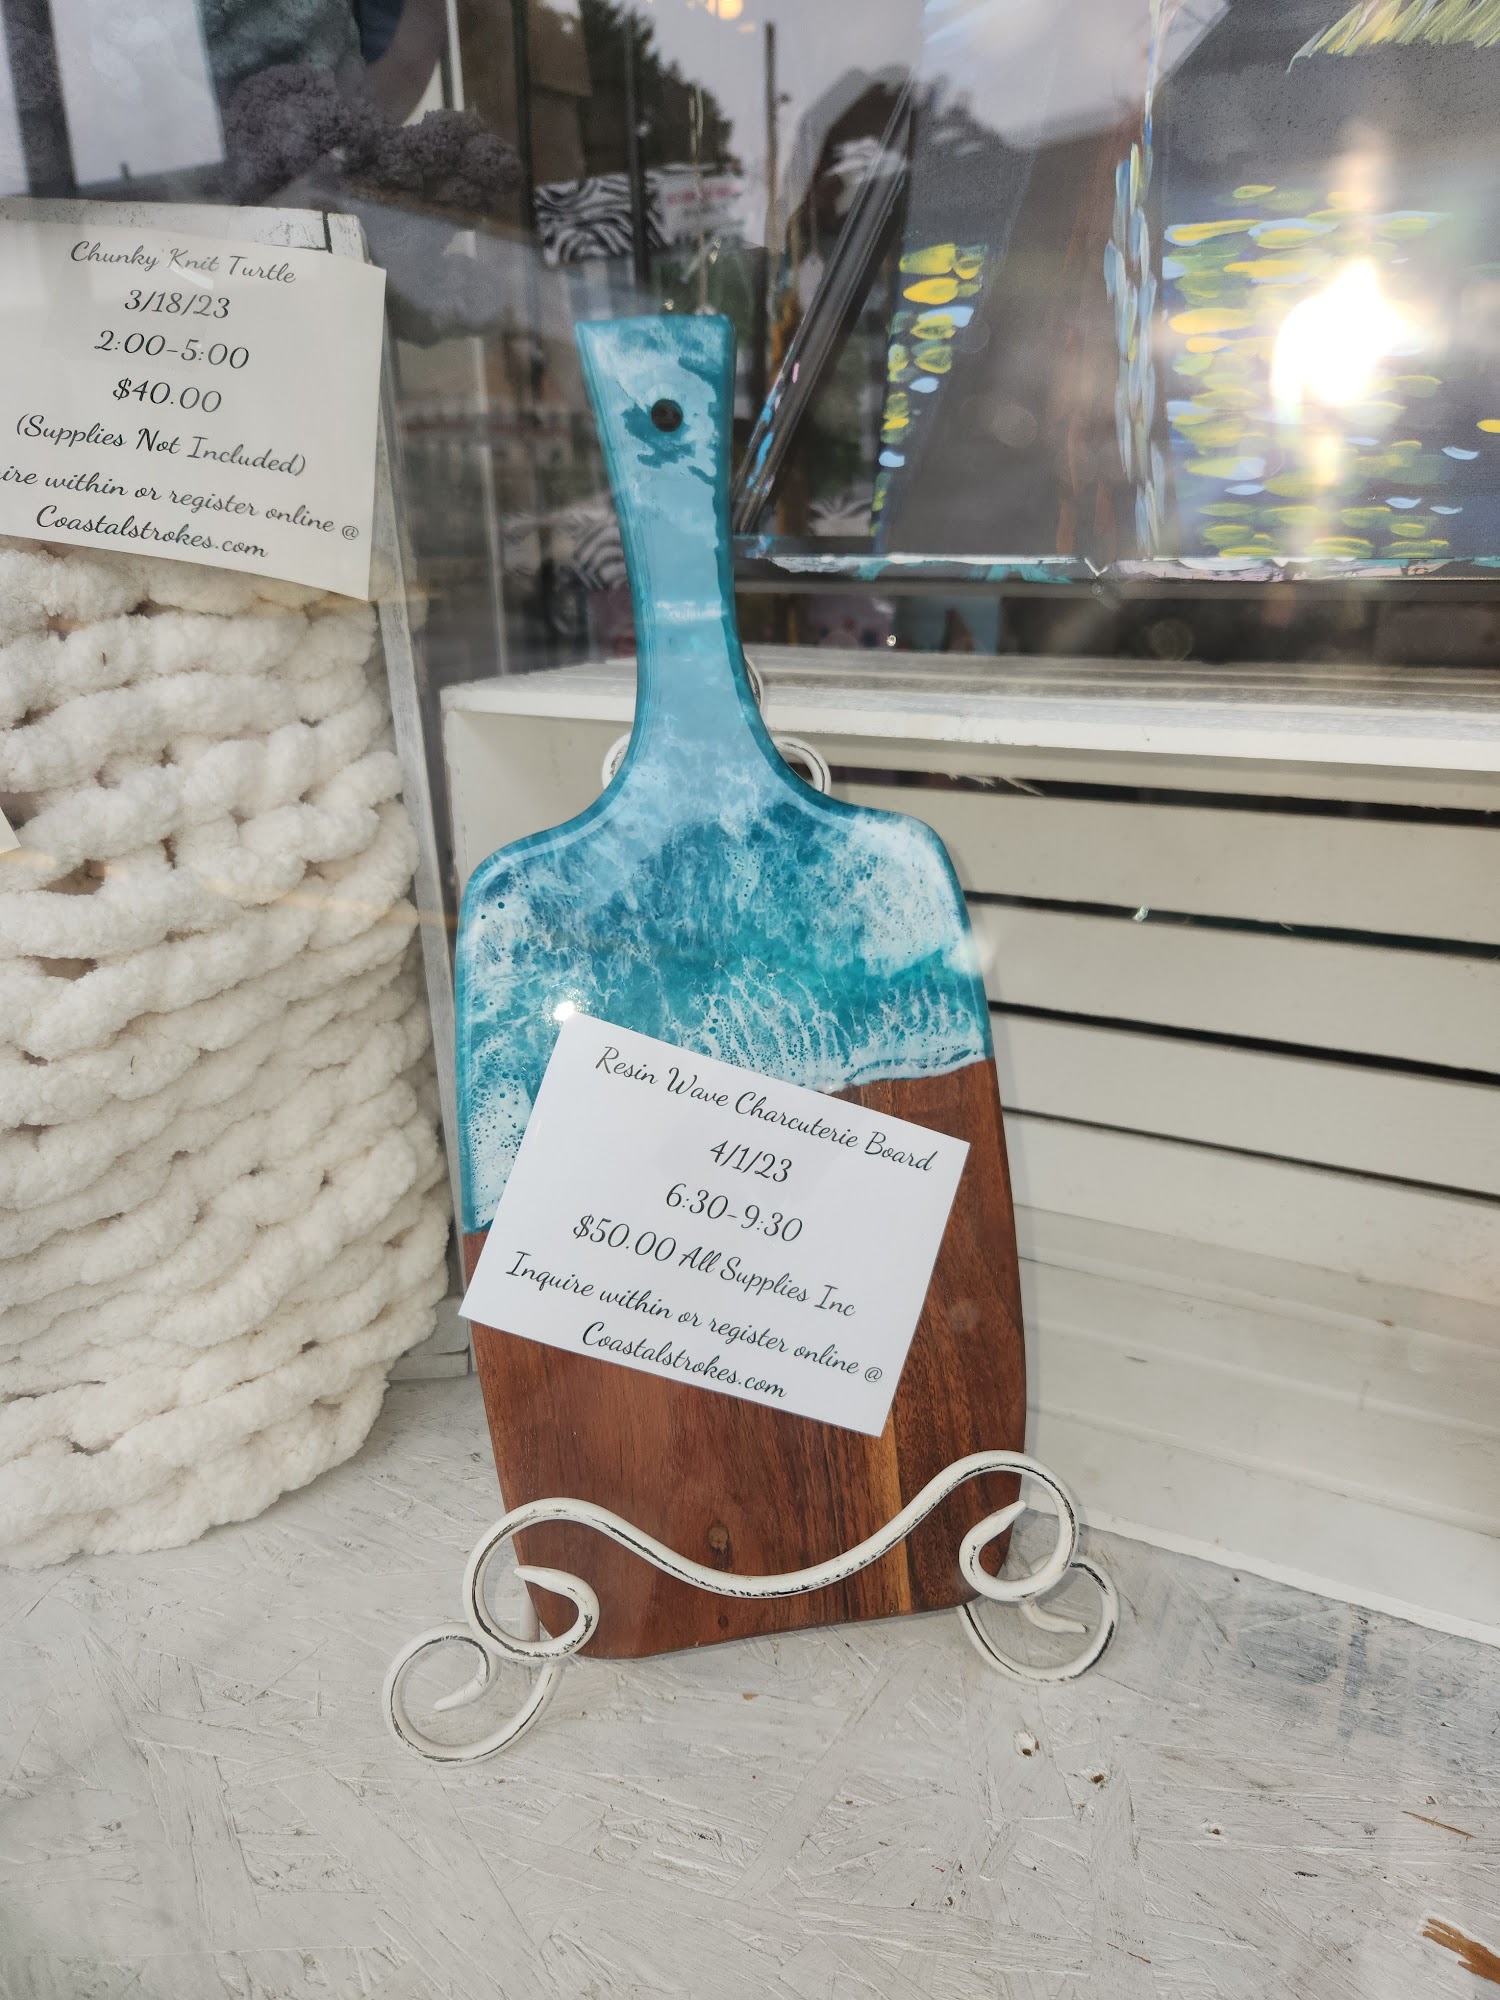 Chunky Knit Turtle
3/18/23
2:00-5:00
$40.00
(Supplies Not Included)
ire within or register online @
Coastalstrokes.com
Resin Wave Charcuterie Board
4/1/23
6:30-9:30
$50.00 All Supplies Inc
Inquire within or register online @
Coastalstrokes.com